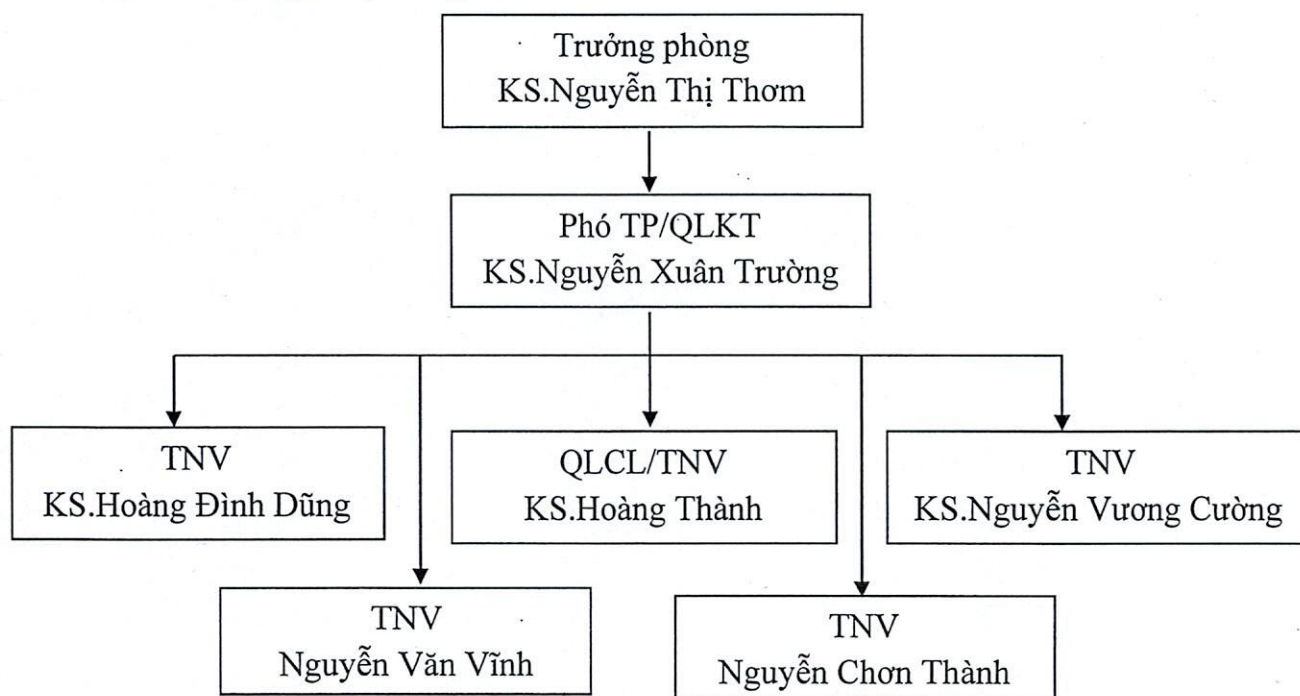 Trưởng phòng
KS.Nguyễn Thị Thơm
Phó TP/QLKT
KS.Nguyễn Xuân Trường
TNV
KS.Hoàng Đình Dũng
QLCL/TNV
KS.Hoàng Thành
TNV
KS.Nguyễn Vương Cường
TNV
Nguyễn Văn Vĩnh
TNV
Nguyễn Chơn Thành